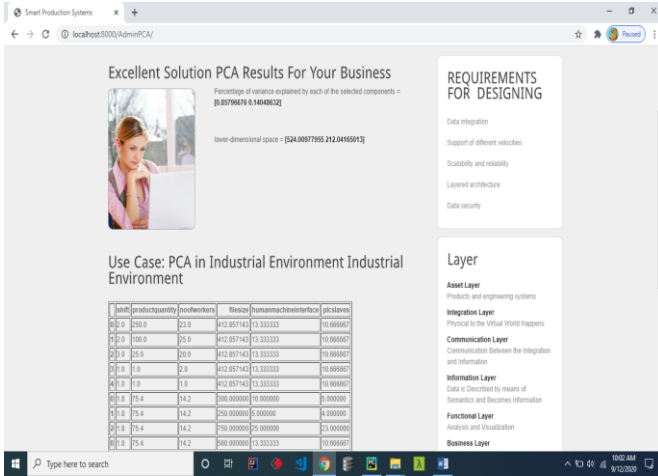 Smart Production Systems
localhost:8000/AdminPCA/
Paused
Excellent Solution PCA Results For Your Business
Percentage of variance explained by each of the selected components =
[0.85796676 0.14048632]
lower-dimensional space = [524.00977955 212.04165013]
Use Case: PCA in Industrial Environment Industrial
Environment
shift productquantity noofworkers filesize humanmachineinterface plcslaves
0 2.0 250.0 23.0 412.857143 13.333333 10.666667
1 2.0 100.0 25.0 412.857143 13.333333 10.666667
2 3.0 25.0 20.0 412.857143 13.333333 10.666667
3 1.0 1.0 2.0 412.857143 13.333333 10.666667
4 1.0 1.0 1.0 412.857143 13.333333 10.666667
0 1.8 75.4 14.2 300.000000 10.000000 5.000000
1 1.8 75.4 14.2 250.000000 5.000000 4.000000
2 1.8 75.4 14.2 750.000000 25.000000 23.000000
0 1.8 75.4 14.2 560.000000 13.333333 10.666667
REQUIREMENTS
FOR DESIGNING
Data integration
Support of different velocities
Scalability and reliability
Layered architecture
Data security
Layer
Asset Layer
Products and engineering systems
Integration Layer
Physical to the Virtual World Happens
Communication Layer
Communication Between the Integration
and Information
Information Layer
Data is Described by means of
Semantics and Becomes Information
Functional Layer
Analysis and Visualization
Business Layer
Type here to search
10:02 AM
9/12/2020